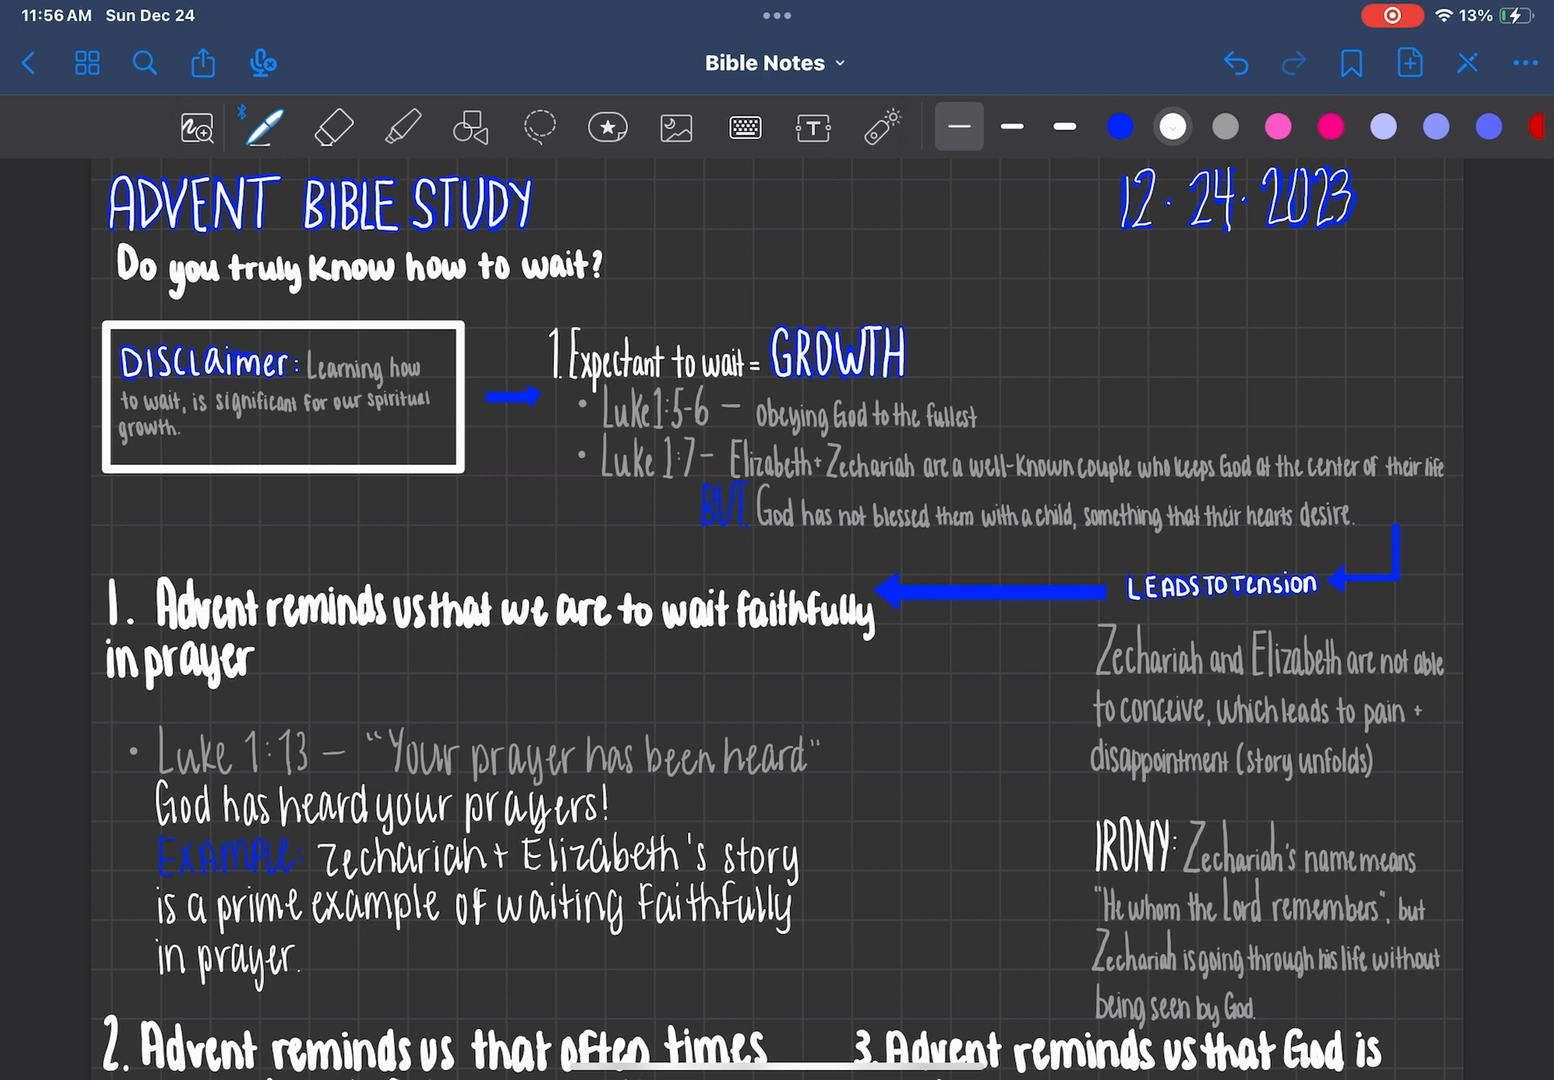 11:56 AM Sun Dec 24
13%
Bible Notes
T
ADVENT BIBLE STUDY
12·24·2023
Do you truly know how to wait?
DISCLAIMER: Learning how
to wait, is significant for our spiritual
growth.
1. Expectant to wait = GROWTH
• Luke 1:5-6 — obeying God to the fullest
• Luke 1:7 — Elizabeth + Zechariah are a well-known couple who keeps God at the center of their life
BUT God has not blessed them with a child, something that their hearts desire.
LEADS TO TENSION
1. Advent reminds us that we are to wait faithfully
in prayer
• Luke 1:13 — "Your prayer has been heard"
God has heard your prayers!
EXAMPLE: Zechariah + Elizabeth's story
is a prime example of waiting faithfully
in prayer.
Zechariah and Elizabeth are not able
to conceive, which leads to pain +
disappointment (story unfolds)
IRONY: Zechariah's name means
"He whom the Lord remembers", but
Zechariah is going through his life without
being seen by God.
2. Advent reminds us that often times
3. Advent reminds us that God is